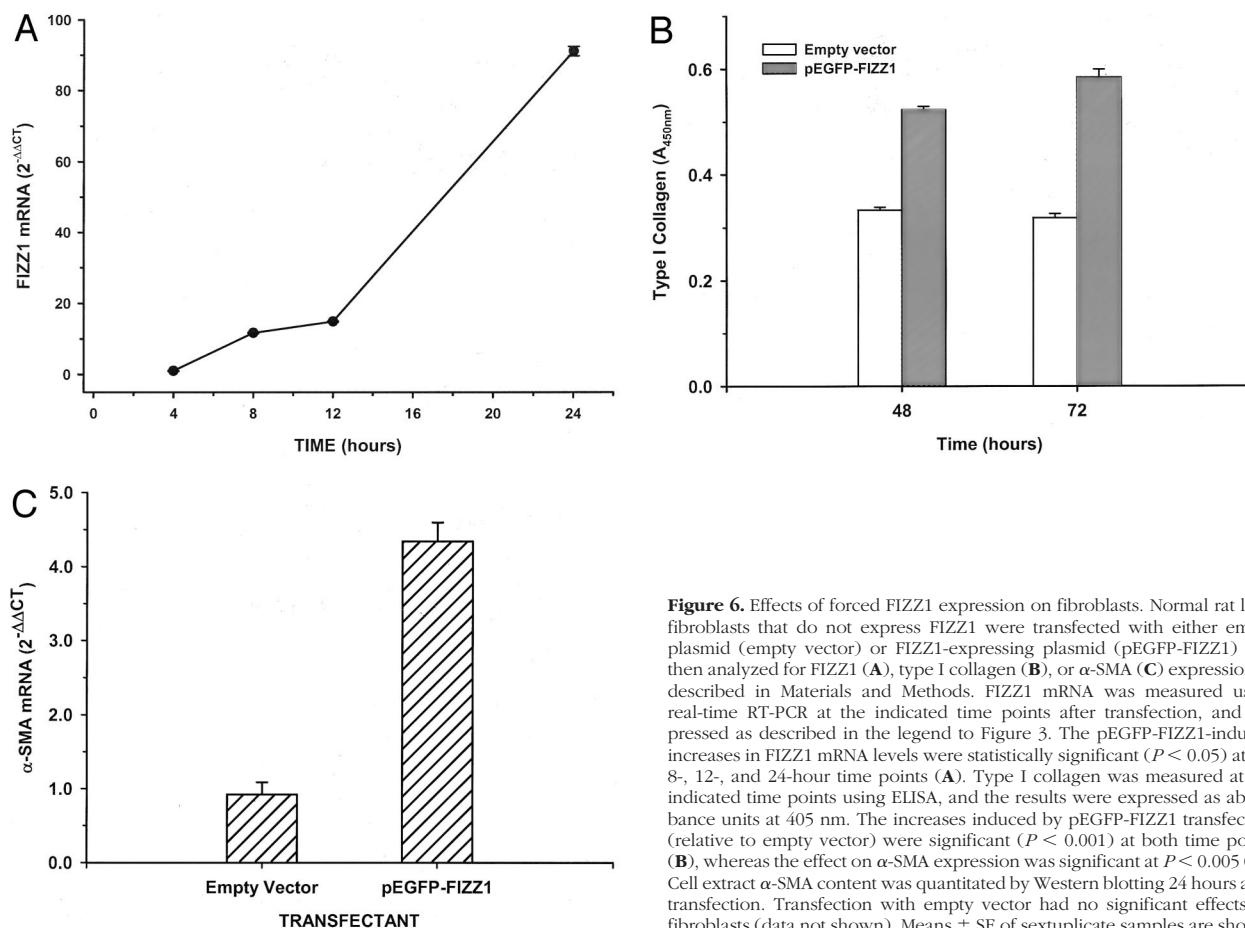 A
100
80
60
40
20
0
FIZZ1 mRNA (2^-ΔΔCT)
0 4 8 12 16 20 24
TIME (hours)
B
Empty vector
pEGFP-FIZZ1
0.6
0.4
0.2
0.0
Type I Collagen (A450nm)
48 72
Time (hours)
C
5.0
4.0
3.0
2.0
1.0
0.0
α-SMA mRNA (2^-ΔΔCT)
Empty Vector pEGFP-FIZZ1
TRANSFECTANT
Figure 6. Effects of forced FIZZ1 expression on fibroblasts. Normal rat
fibroblasts that do not express FIZZ1 were transfected with either
plasmid (empty vector) or FIZZ1-expressing plasmid (pEGFP-FIZZ1)
then analyzed for FIZZ1 (A), type I collagen (B), or α-SMA (C) expression
described in Materials and Methods. FIZZ1 mRNA was measured
real-time RT-PCR at the indicated time points after transfection, and
pressed as described in the legend to Figure 3. The pEGFP-FIZZ1-indu
increases in FIZZ1 mRNA levels were statistically significant (P < 0.05) at
8-, 12-, and 24-hour time points (A). Type I collagen was measured at
indicated time points using ELISA, and the results were expressed as ab
bance units at 405 nm. The increases induced by pEGFP-FIZZ1 transfec
(relative to empty vector) were significant (P < 0.001) at both time po
(B), whereas the effect on α-SMA expression was significant at P < 0.005
Cell extract α-SMA content was quantitated by Western blotting 24 hours
transfection. Transfection with empty vector had no significant effects
fibroblasts (data not shown). Means ± SE of sextuplicate samples are sho